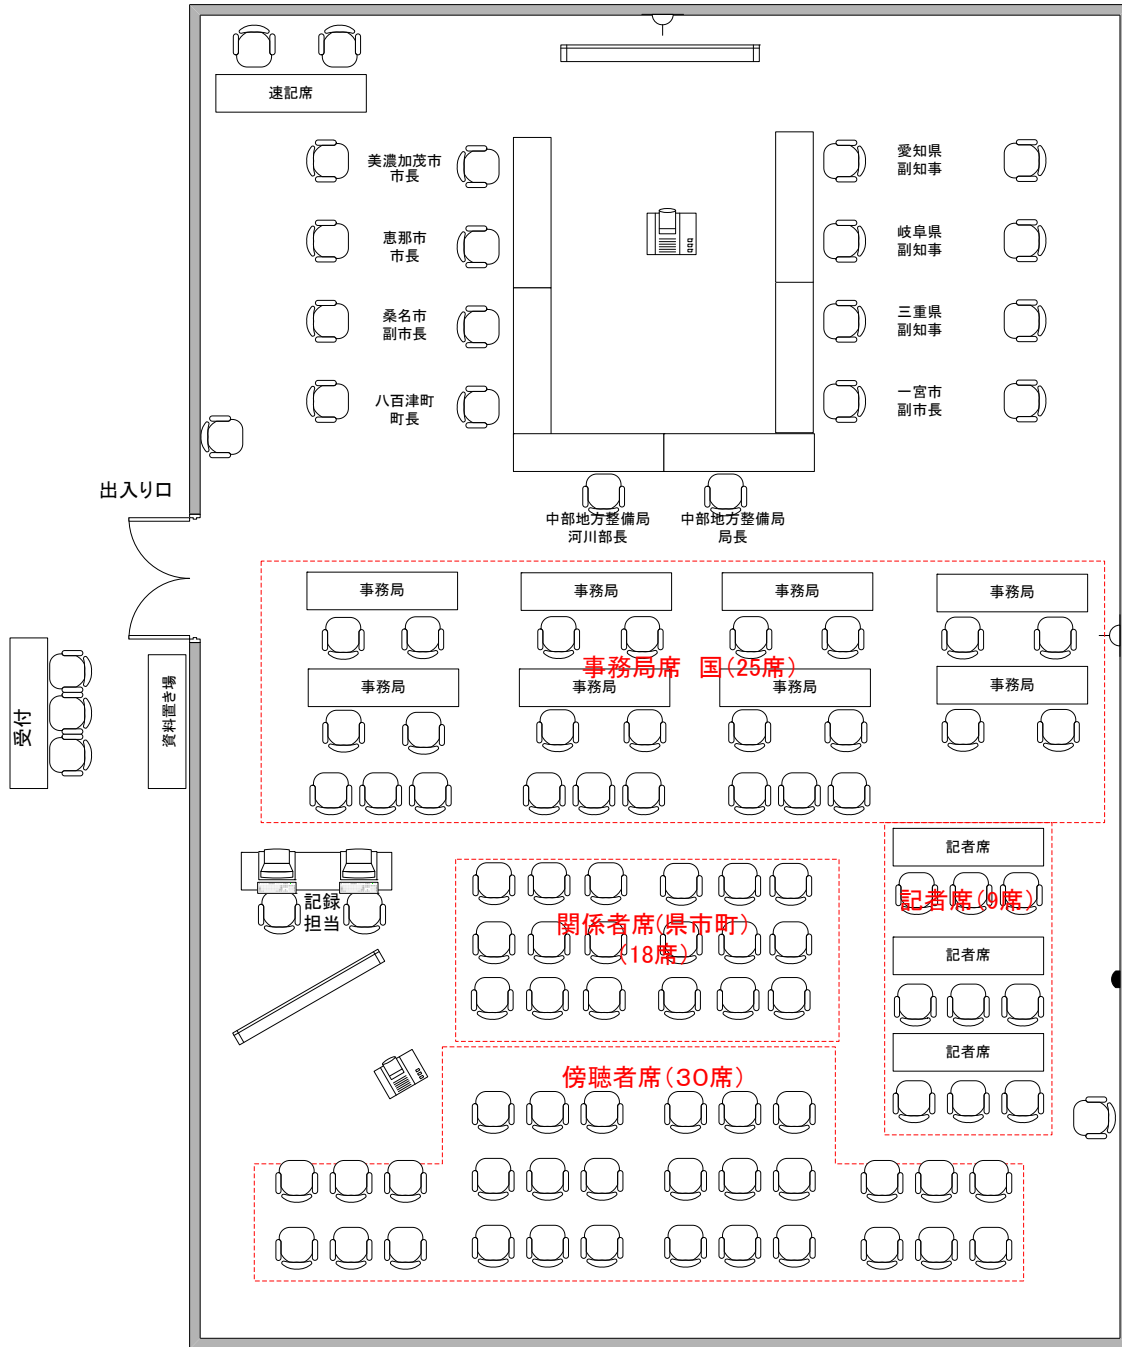 速記席
美濃加茂市
市長
愛知県
副知事
恵那市
市長
岐阜県
副知事
桑名市
副市長
三重県
副知事
八百津町
町長
一宮市
副市長
出入り口
中部地方整備局
河川部長
中部地方整備局
局長
事務局
事務局
事務局
事務局
事務局席 国(25席)
事務局
事務局
事務局
事務局
受付
資料置き場
記者席
記者席(9席)
記録
担当
関係者席(県市町)
(18席)
記者席
記者席
傍聴者席(30席)